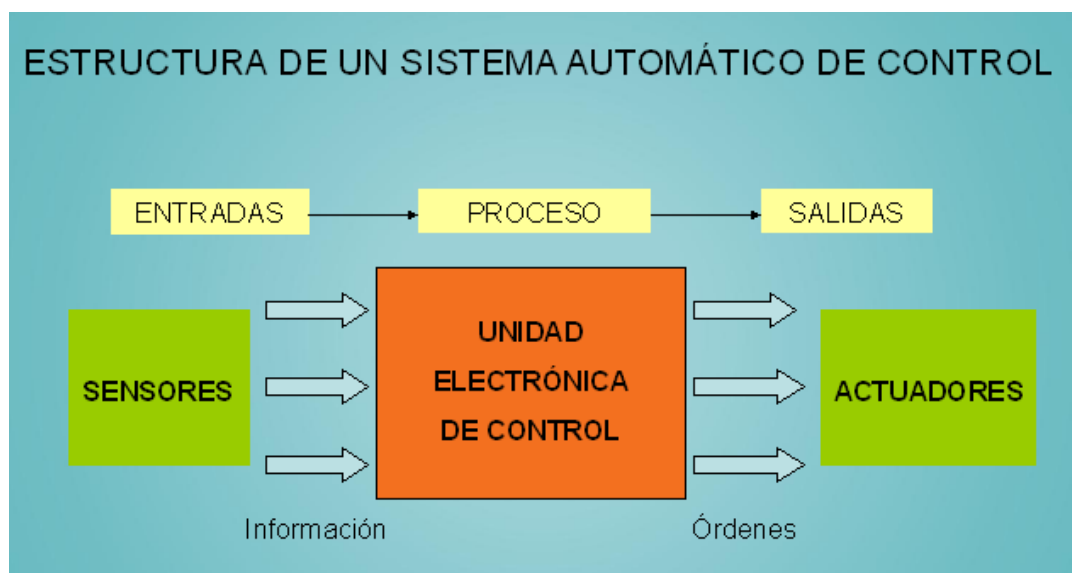 ESTRUCTURA DE UN SISTEMA AUTOMÁTICO DE CONTROL
ENTRADAS
PROCESO
SALIDAS
SENSORES
UNIDAD
ELECTRÓNICA
DE CONTROL
ACTUADORES
Información
Órdenes